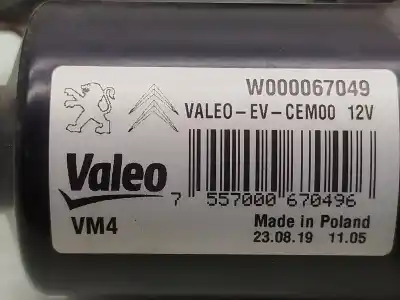 W000067049
VALEO-EV-CEM00 12V
Valeo
7 557000 670496
VM4
Made in Poland
23.08.19 11.05